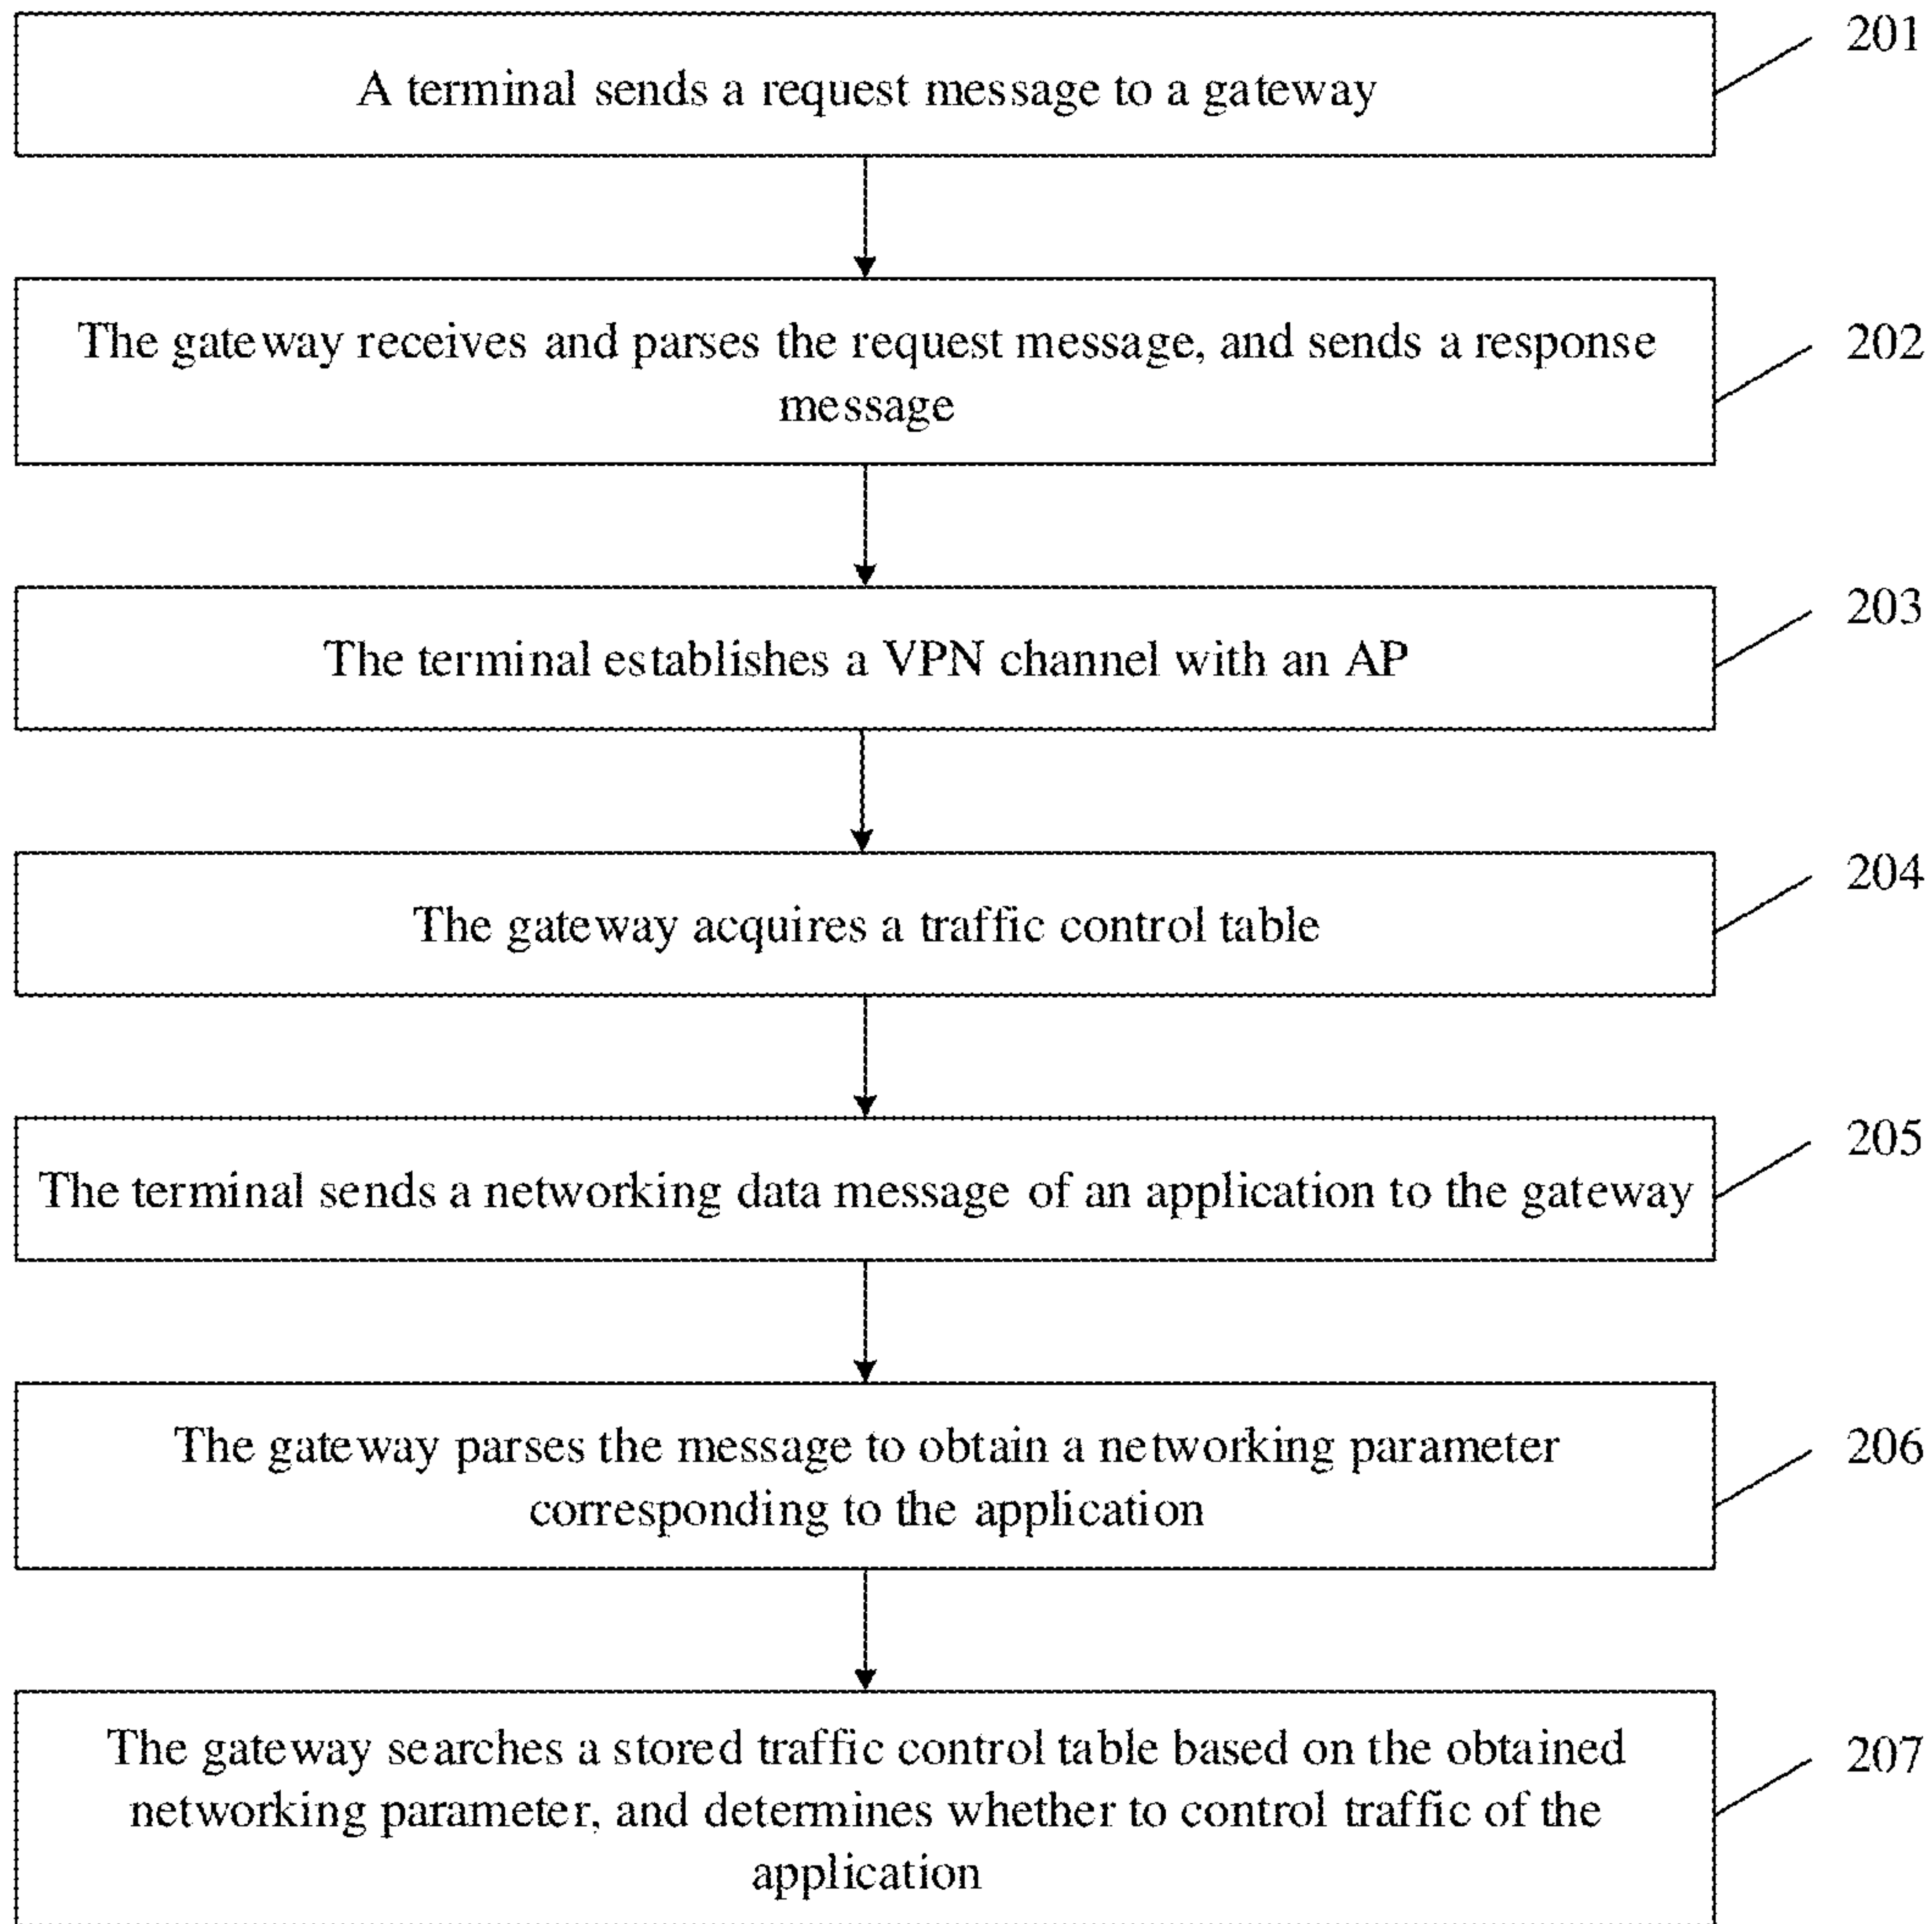 201
A terminal sends a request message to a gateway
202
The gateway receives and parses the request message, and sends a response
message
203
The terminal establishes a VPN channel with an AP
204
The gateway acquires a traffic control table
205
The terminal sends a networking data message of an application to the gateway
206
The gateway parses the message to obtain a networking parameter
corresponding to the application
207
The gateway searches a stored traffic control table based on the obtained
networking parameter, and determines whether to control traffic of the
application